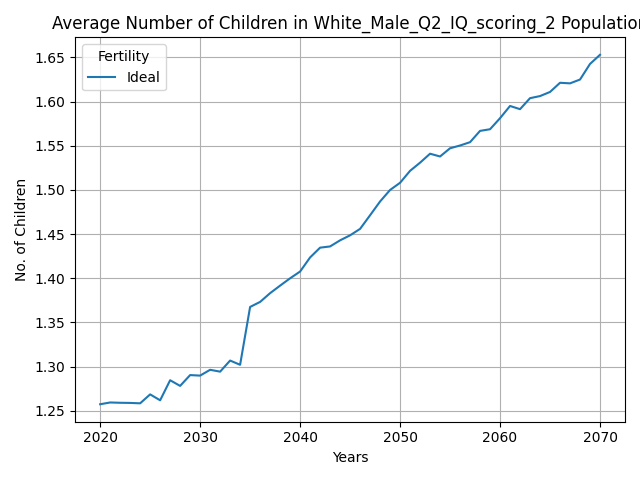 Average Number of Children in White_Male_Q2_IQ_scoring_2 Population
Fertility
Ideal
No. of Children
1.65
1.60
1.55
1.50
1.45
1.40
1.35
1.30
1.25
2020 2030 2040 2050 2060 2070
Years